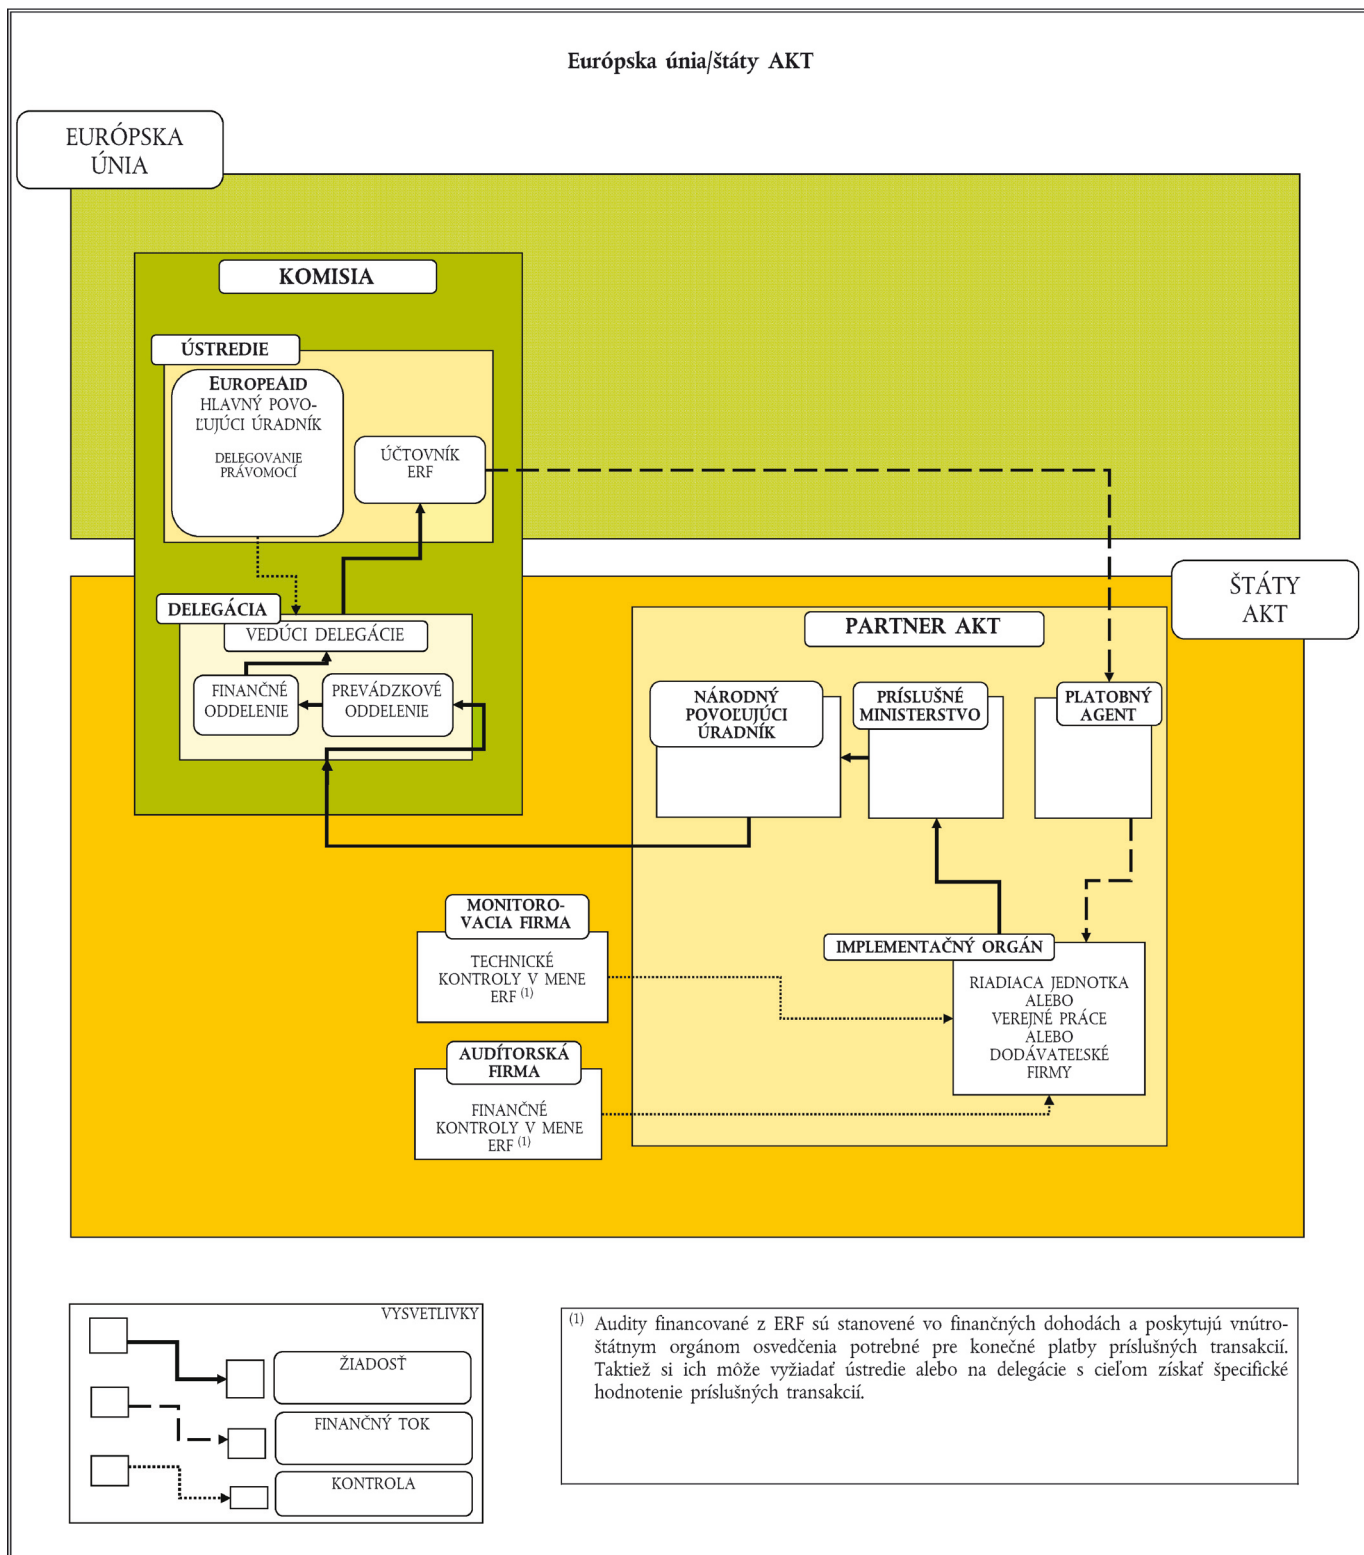 Európska únia/štáty AKT
EURÓPSKA
ÚNIA
KOMISIA
ÚSTREDIE
EUROPEAID
HLAVNÝ POVO-
ĽUJÚCI ÚRADNÍK
DELEGOVANIE
PRÁVOMOCÍ
ÚČTOVNÍK
ERF
ŠTÁTY
AKT
DELEGÁCIA
VEDÚCI DELEGÁCIE
FINANČNÉ
ODDELENIE
PREVÁDZKOVÉ
ODDELENIE
PARTNER AKT
NÁRODNÝ
POVOĽUJÚCI
ÚRADNÍK
PRÍSLUŠNÉ
MINISTERSTVO
PLATOBNÝ
AGENT
MONITORO-
VACIA FIRMA
TECHNICKÉ
KONTROLY V MENE
ERF (1)
IMPLEMENTAČNÝ ORGÁN
RIADIACA JEDNOTKA
ALEBO
VEREJNÉ PRÁCE
ALEBO
DODÁVATEĽSKÉ
FIRMY
AUDÍTORSKÁ
FIRMA
FINANČNÉ
KONTROLY V MENE
ERF (1)
VYSVETLIVKY
ŽIADOSŤ
FINANČNÝ TOK
KONTROLA
(1) Audity financované z ERF sú stanovené vo finančných dohodách a poskytujú vnútro-
štátnym orgánom osvedčenia potrebné pre konečné platby príslušných transakcií.
Taktiež si ich môže vyžiadať ústredie alebo na delegácie s cieľom získať špecifické
hodnotenie príslušných transakcií.